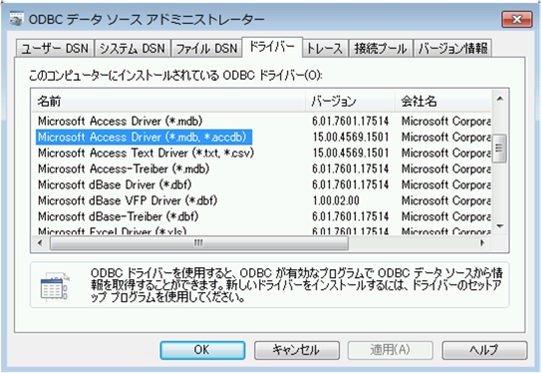 ODBC データ ソース アドミニストレーター
ユーザー DSN システム DSN ファイル DSN ドライバー トレース 接続プール バージョン情報
このコンピューターにインストールされている ODBC ドライバー(O):
名前 バージョン 会社名
Microsoft Access Driver (*.mdb) 6.01.7601.17514 Microsoft Corpora
Microsoft Access Driver (*.mdb, *.accdb) 15.00.4569.1501 Microsoft Corpora
Microsoft Access Text Driver (*.txt, *.csv) 15.00.4569.1501 Microsoft Corpora
Microsoft Access-Treiber (*.mdb) 6.01.7601.17514 Microsoft Corpora
Microsoft dBase Driver (*.dbf) 6.01.7601.17514 Microsoft Corpora
Microsoft dBase VFP Driver (*.dbf) 1.00.02.00 Microsoft Corpora
Microsoft dBase-Treiber (*.dbf) 6.01.7601.17514 Microsoft Corpora
Microsoft Excel Driver (*.xls) 6.01.7601.17514 Microsoft Corpora
ODBC ドライバーを使用すると、ODBC が有効なプログラムで ODBC データ ソースから情
報を取得することができます。新しいドライバーをインストールするには、ドライバーのセットア
ップ プログラムを使用してください。
OK キャンセル 適用(A) ヘルプ